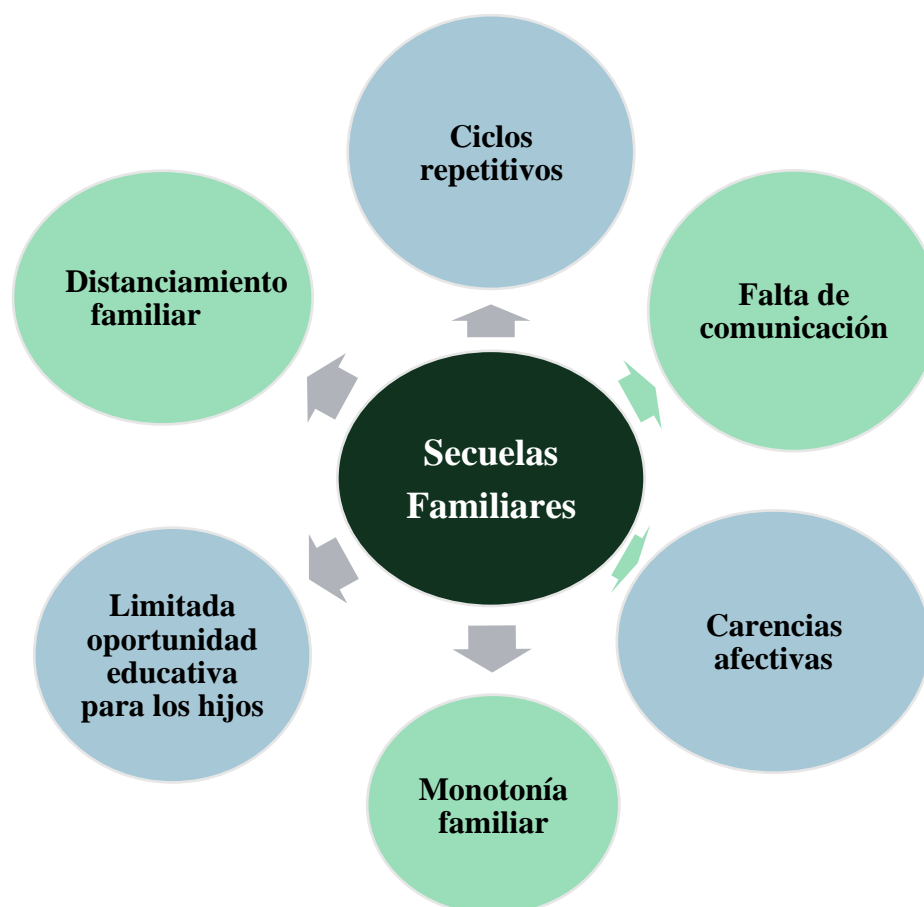 Ciclos
repetitivos
Distanciamiento
familiar
Falta de
comunicación
Secuelas
Familiares
Limitada
oportunidad
educativa
para los hijos
Carencias
afectivas
Monotonía
familiar